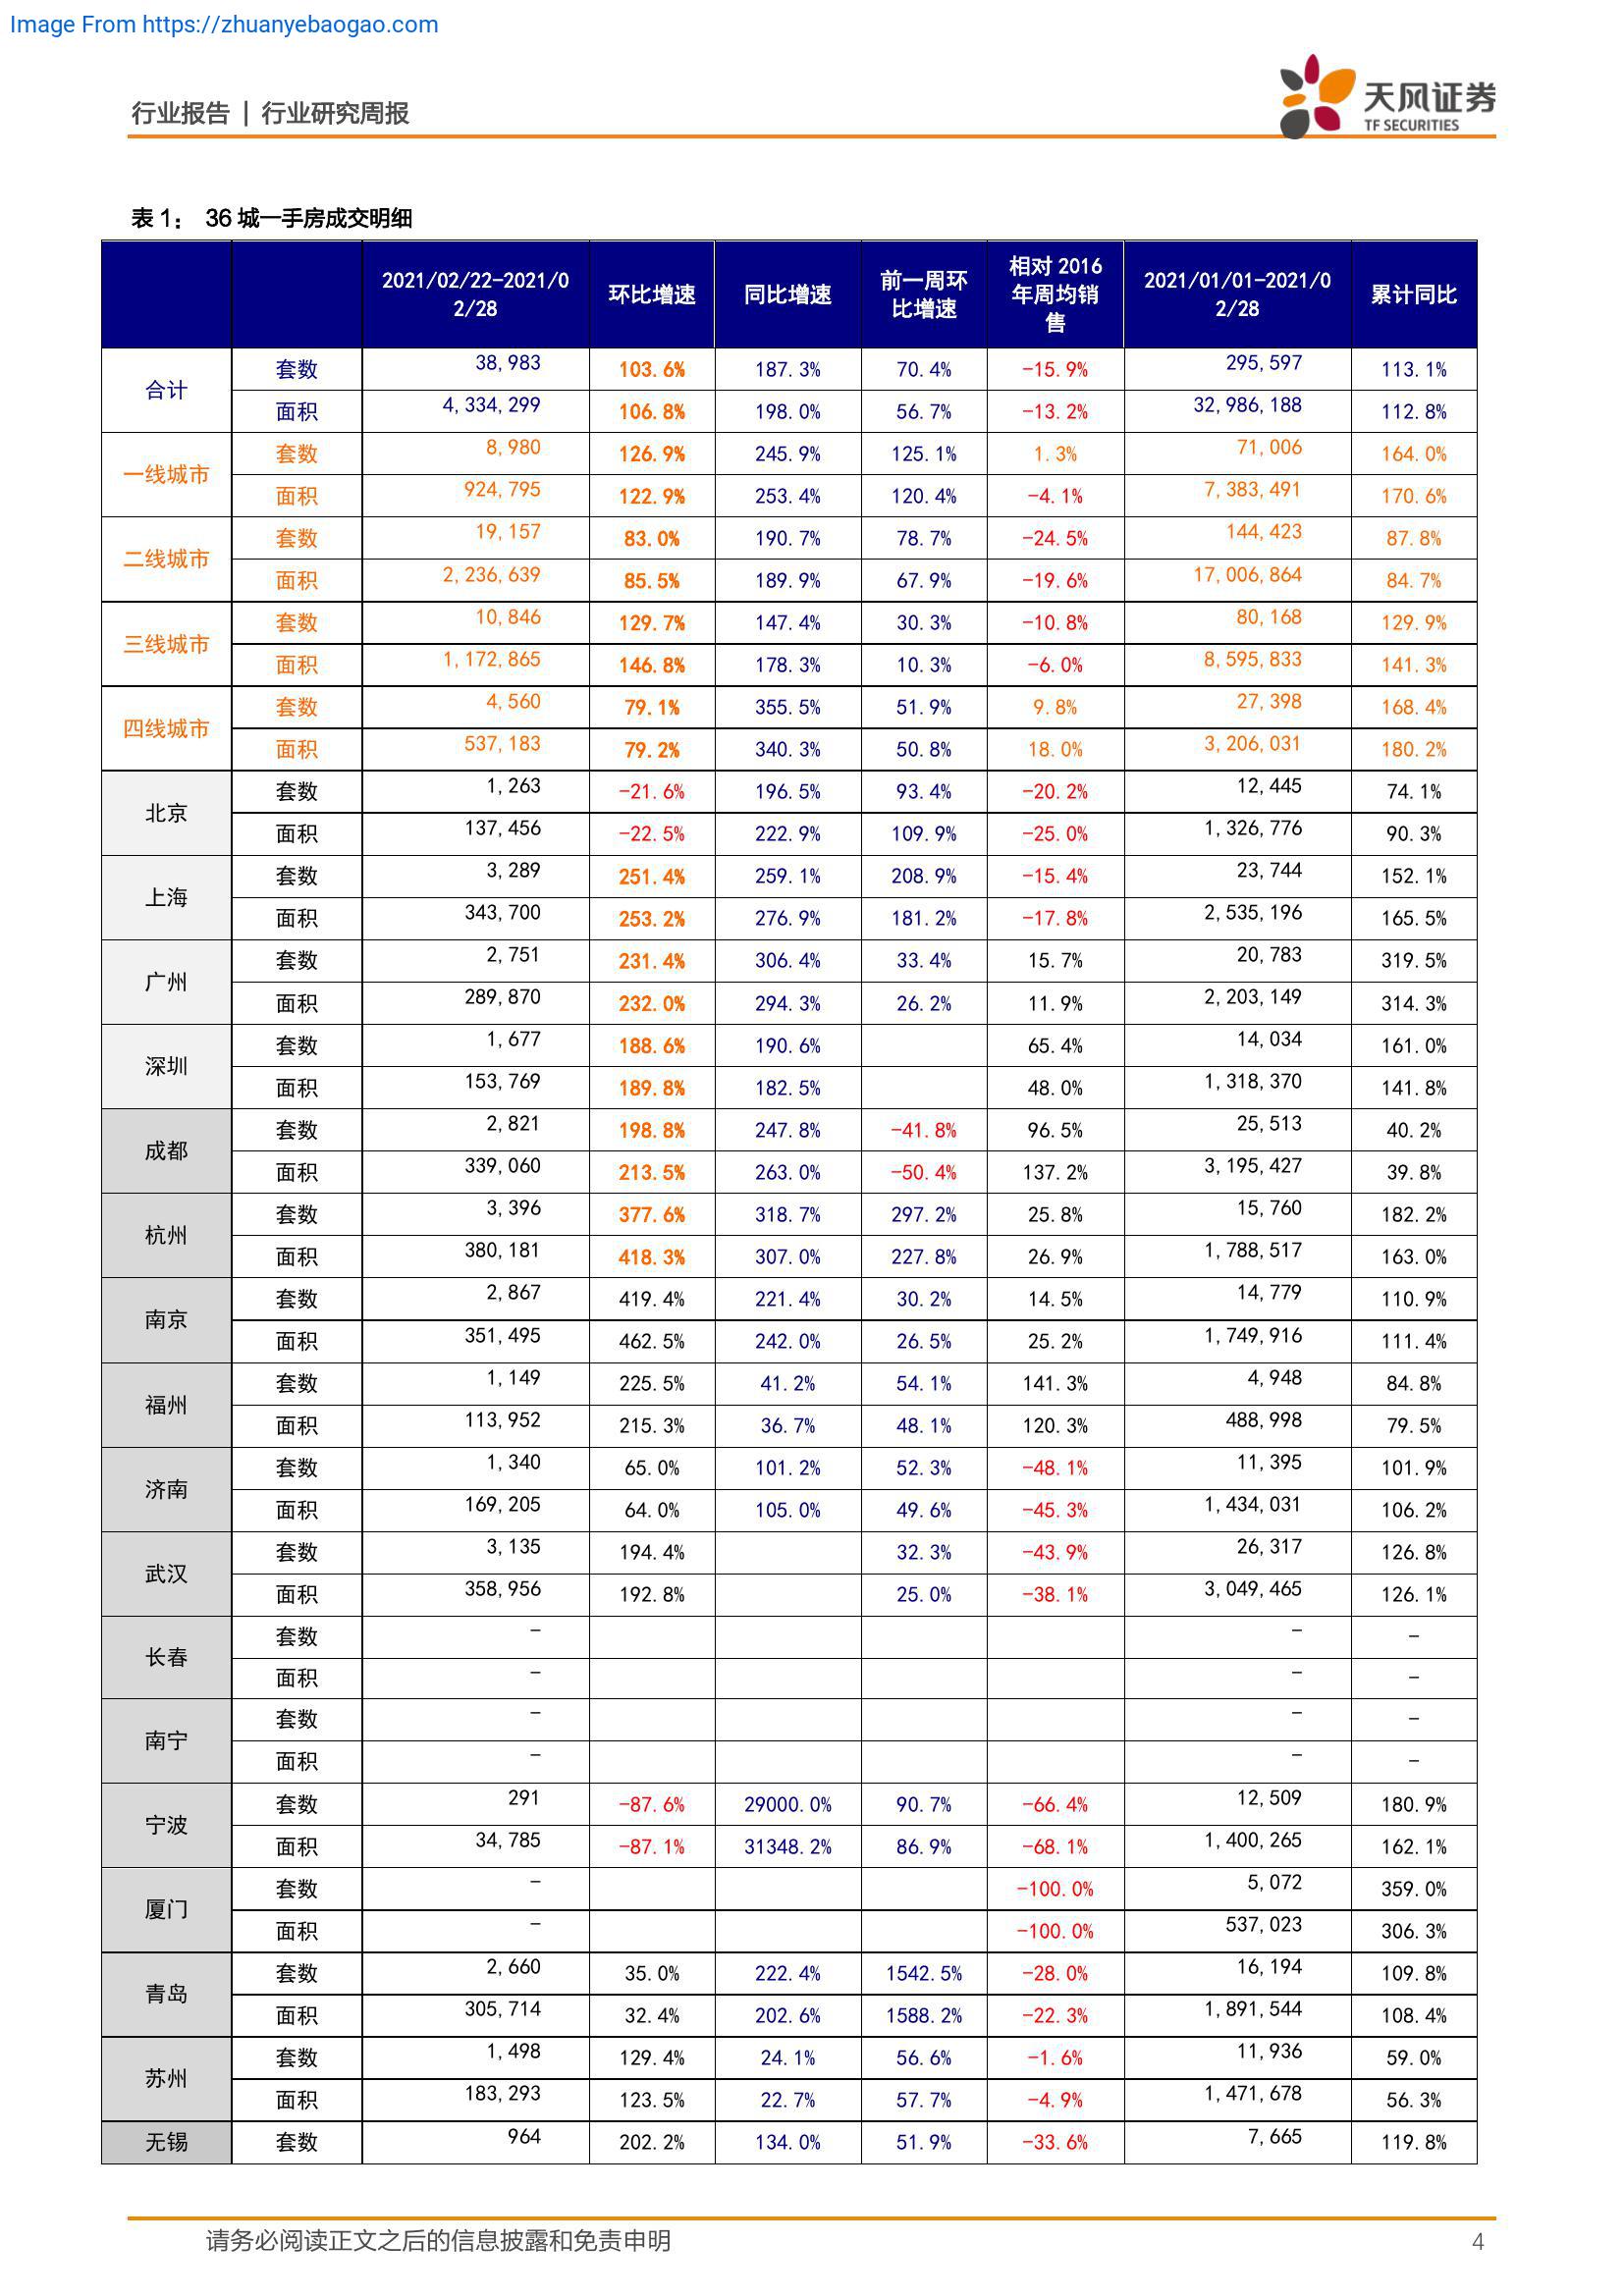 Image From https://zhuanyebaogao.com
行业报告 | 行业研究周报
天风证券
TF SECURITIES
表 1： 36 城一手房成交明细
2021/02/22-2021/02/28 环比增速 同比增速 前一周环比增速 相对 2016 年周均销售 2021/01/01-2021/02/28 累计同比
合计 套数 38,983 103.6% 187.3% 70.4% -15.9% 295,597 113.1%
面积 4,334,299 106.8% 198.0% 56.7% -13.2% 32,986,188 112.8%
一线城市 套数 8,980 126.9% 245.9% 125.1% 1.3% 71,006 164.0%
面积 924,795 122.9% 253.4% 120.4% -4.1% 7,383,491 170.6%
二线城市 套数 19,157 83.0% 190.7% 78.7% -24.5% 144,423 87.8%
面积 2,236,639 85.5% 189.9% 67.9% -19.6% 17,006,864 84.7%
三线城市 套数 10,846 129.7% 147.4% 30.3% -10.8% 80,168 129.9%
面积 1,172,865 146.8% 178.3% 10.3% -6.0% 8,595,833 141.3%
四线城市 套数 4,560 79.1% 355.5% 51.9% 9.8% 27,398 168.4%
面积 537,183 79.2% 340.3% 50.8% 18.0% 3,206,031 180.2%
北京 套数 1,263 -21.6% 196.5% 93.4% -20.2% 12,445 74.1%
面积 137,456 -22.5% 222.9% 109.9% -25.0% 1,326,776 90.3%
上海 套数 3,289 251.4% 259.1% 208.9% -15.4% 23,744 152.1%
面积 343,700 253.2% 276.9% 181.2% -17.8% 2,535,196 165.5%
广州 套数 2,751 231.4% 306.4% 33.4% 15.7% 20,783 319.5%
面积 289,870 232.0% 294.3% 26.2% 11.9% 2,203,149 314.3%
深圳 套数 1,677 188.6% 190.6% 65.4% 14,034 161.0%
面积 153,769 189.8% 182.5% 48.0% 1,318,370 141.8%
成都 套数 2,821 198.8% 247.8% -41.8% 96.5% 25,513 40.2%
面积 339,060 213.5% 263.0% -50.4% 137.2% 3,195,427 39.8%
杭州 套数 3,396 377.6% 318.7% 297.2% 25.8% 15,760 182.2%
面积 380,181 418.3% 307.0% 227.8% 26.9% 1,788,517 163.0%
南京 套数 2,867 419.4% 221.4% 30.2% 14.5% 14,779 110.9%
面积 351,495 462.5% 242.0% 26.5% 25.2% 1,749,916 111.4%
福州 套数 1,149 225.5% 41.2% 54.1% 141.3% 4,948 84.8%
面积 113,952 215.3% 36.7% 48.1% 120.3% 488,998 79.5%
济南 套数 1,340 65.0% 101.2% 52.3% -48.1% 11,395 101.9%
面积 169,205 64.0% 105.0% 49.6% -45.3% 1,434,031 106.2%
武汉 套数 3,135 194.4% 32.3% -43.9% 26,317 126.8%
面积 358,956 192.8% 25.0% -38.1% 3,049,465 126.1%
长春 套数 - - -
面积 - - -
南宁 套数 - - -
面积 - - -
宁波 套数 291 -87.6% 29000.0% 90.7% -66.4% 12,509 180.9%
面积 34,785 -87.1% 31348.2% 86.9% -68.1% 1,400,265 162.1%
厦门 套数 - -100.0% 5,072 359.0%
面积 - -100.0% 537,023 306.3%
青岛 套数 2,660 35.0% 222.4% 1542.5% -28.0% 16,194 109.8%
面积 305,714 32.4% 202.6% 1588.2% -22.3% 1,891,544 108.4%
苏州 套数 1,498 129.4% 24.1% 56.6% -1.6% 11,936 59.0%
面积 183,293 123.5% 22.7% 57.7% -4.9% 1,471,678 56.3%
无锡 套数 964 202.2% 134.0% 51.9% -33.6% 7,665 119.8%
请务必阅读正文之后的信息披露和免责申明 4